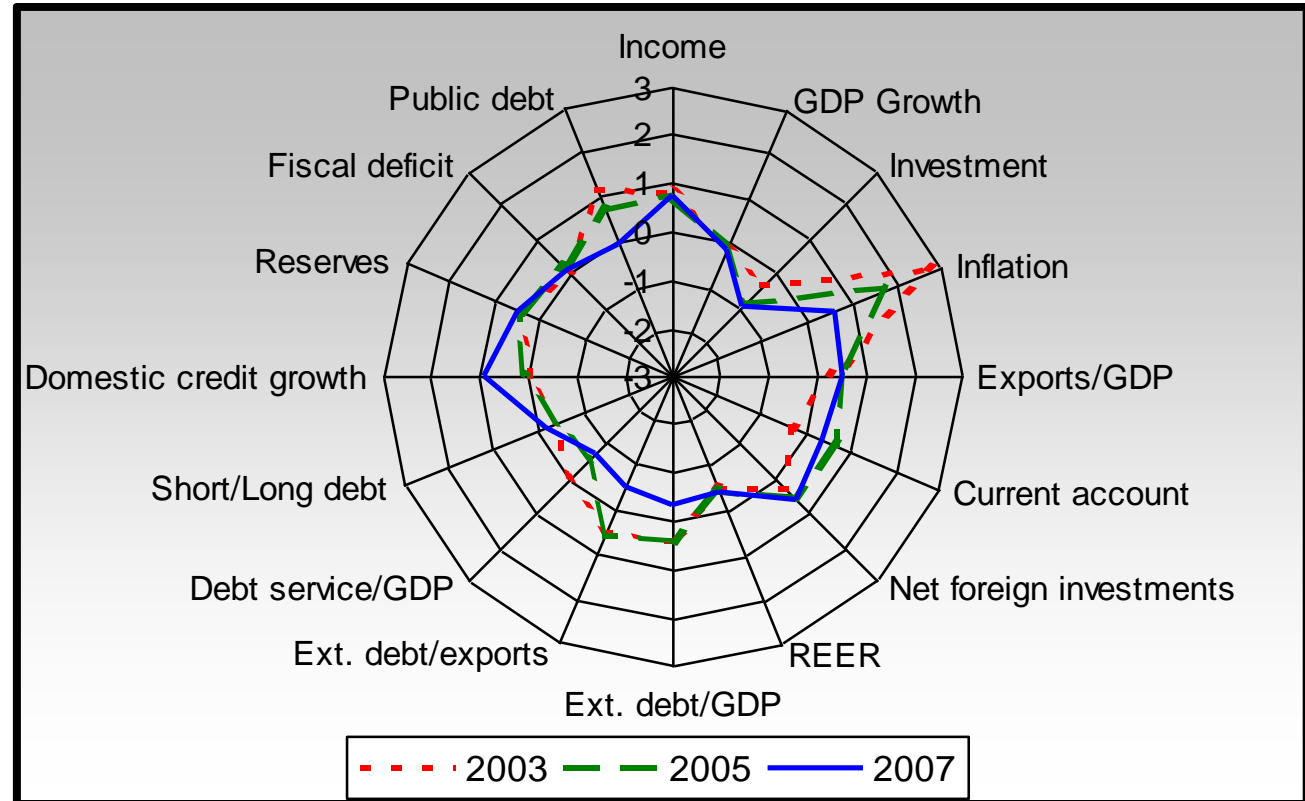 Income
3
2
1
0
-1
-2
-3
GDP Growth
Investment
Inflation
Exports/GDP
Current account
Net foreign investments
REER
Ext. debt/GDP
Ext. debt/exports
Debt service/GDP
Short/Long debt
Domestic credit growth
Reserves
Fiscal deficit
Public debt
2003 2005 2007